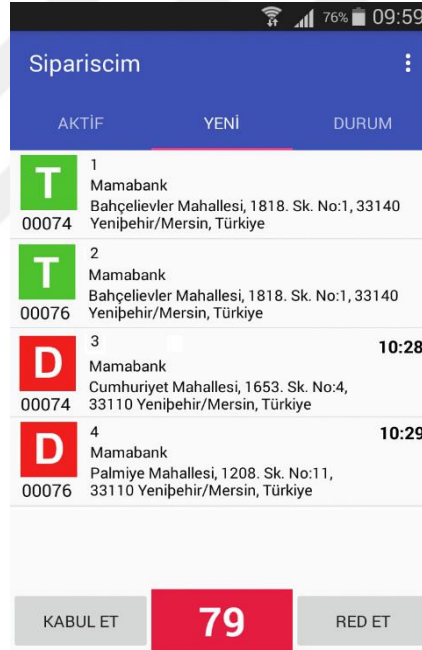 76% 09:59
Sipariscim
AKTİF YENİ DURUM
T
00074
1
Mamabank
Bahçelievler Mahallesi, 1818. Sk. No:1, 33140
Yeniþehir/Mersin, Türkiye
T
00076
2
Mamabank
Bahçelievler Mahallesi, 1818. Sk. No:1, 33140
Yeniþehir/Mersin, Türkiye
D
00074
3
10:28
Mamabank
Cumhuriyet Mahallesi, 1653. Sk. No:4,
33110 Yeniþehir/Mersin, Türkiye
D
00076
4
10:29
Mamabank
Palmiye Mahallesi, 1208. Sk. No:11,
33110 Yeniþehir/Mersin, Türkiye
KABUL ET 79 RED ET